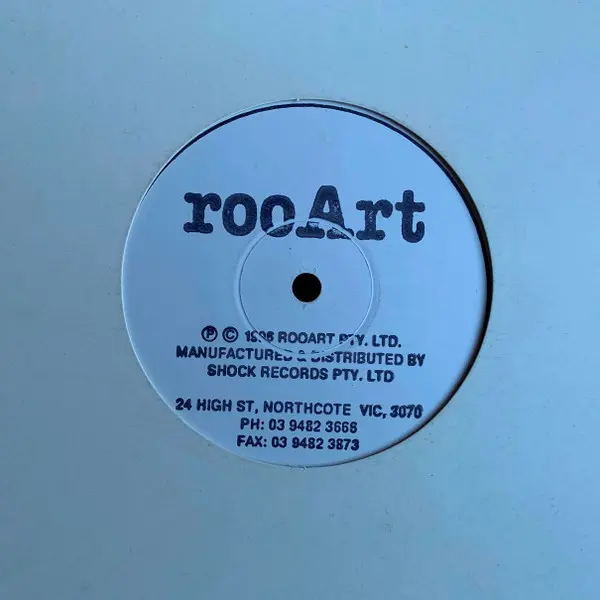 rooArt
Ⓟ © 1996 ROOART PTY. LTD.
MANUFACTURED & DISTRIBUTED BY
SHOCK RECORDS PTY. LTD
24 HIGH ST, NORTHCOTE VIC, 3070
PH: 03 9482 3666
FAX: 03 9482 3873